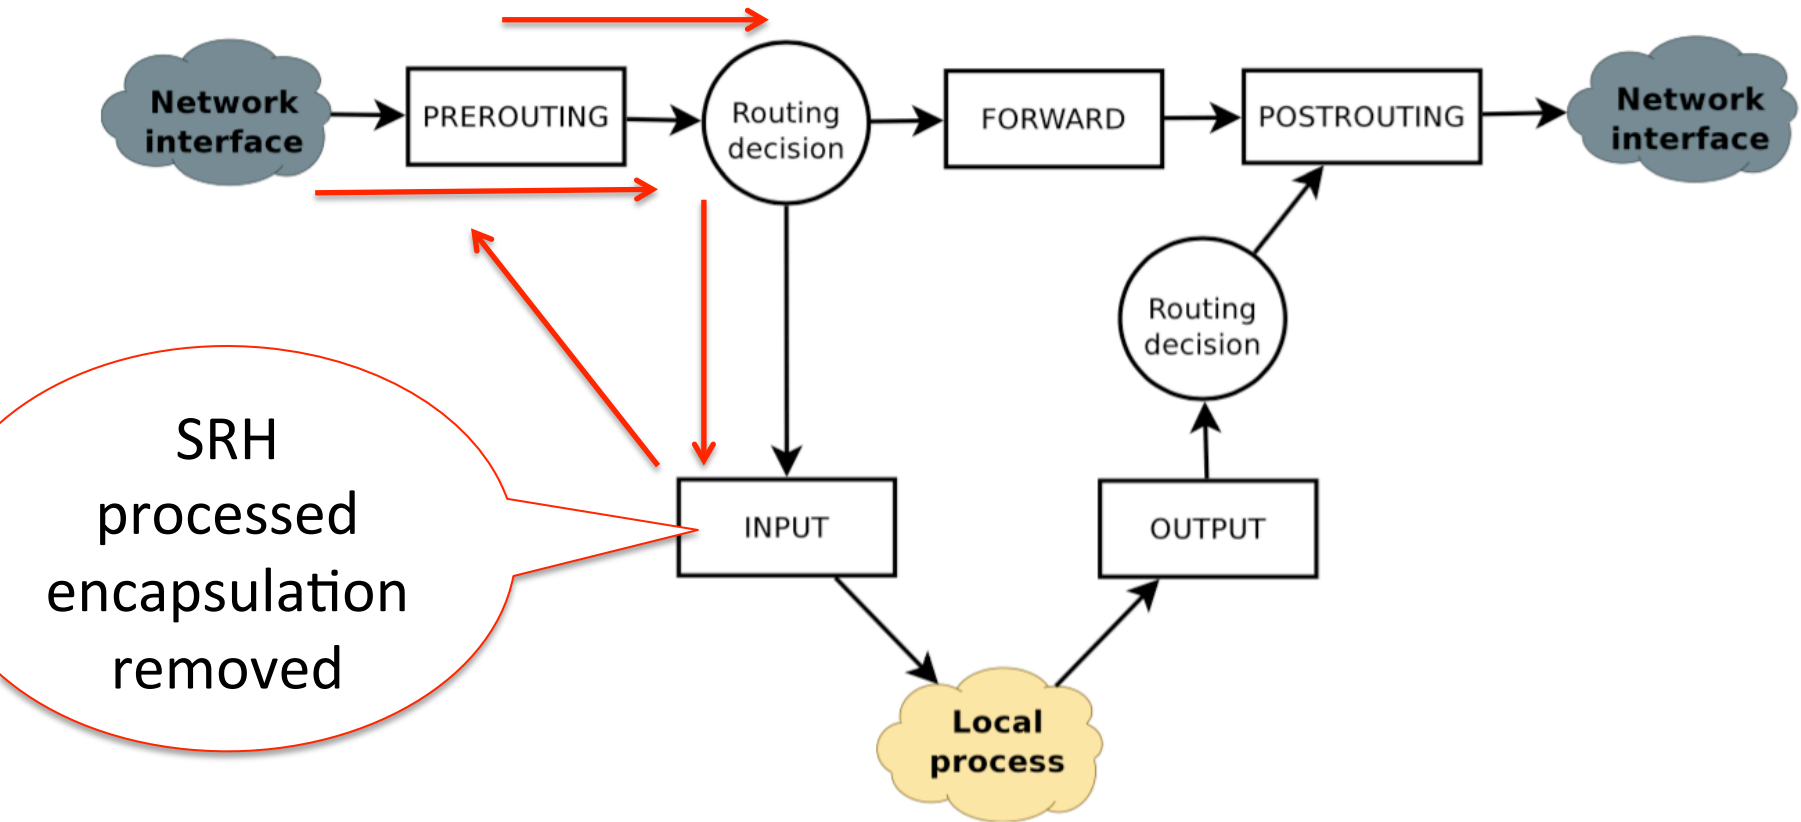 Network
interface
PREROUTING
Routing
decision
FORWARD
POSTROUTING
Network
interface
Routing
decision
SRH
processed
encapsulation
removed
INPUT
OUTPUT
Local
process